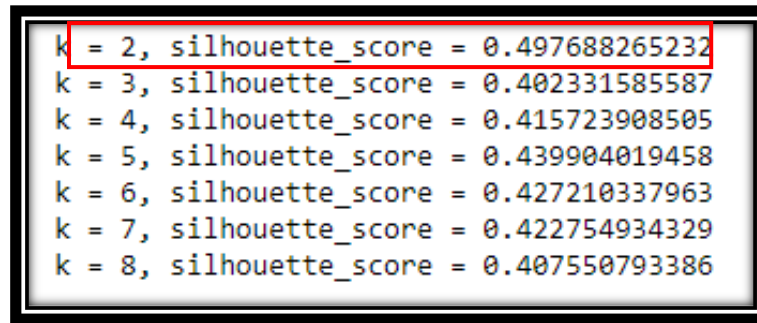 k = 2, silhouette_score = 0.497688265232
k = 3, silhouette_score = 0.402331585587
k = 4, silhouette_score = 0.415723908505
k = 5, silhouette_score = 0.439904019458
k = 6, silhouette_score = 0.427210337963
k = 7, silhouette_score = 0.422754934329
k = 8, silhouette_score = 0.407550793386